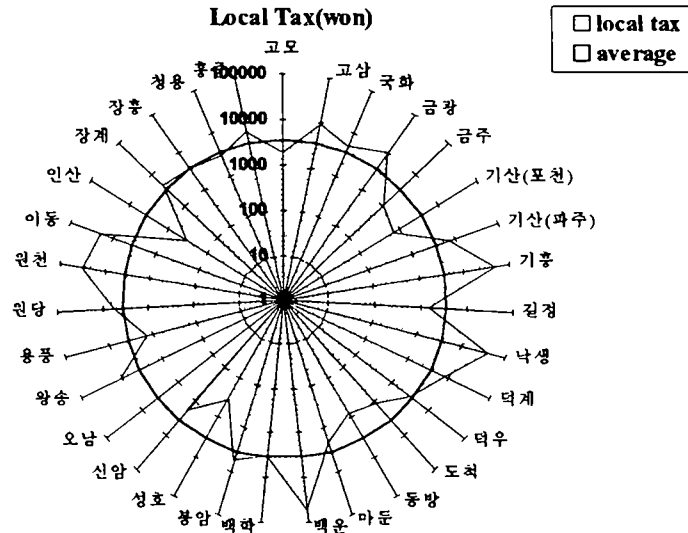 Local Tax(won)
local tax
average
100000
10000
1000
100
10
고모
고삼
국화
금광
금주
기산(포천)
기산(파주)
기흥
길정
낙생
덕계
덕우
도척
동방
마둔
백운
백학
봉암
성호
신암
오남
왕송
용풍
원당
원천
이동
인산
장계
장흥
청용
홍중